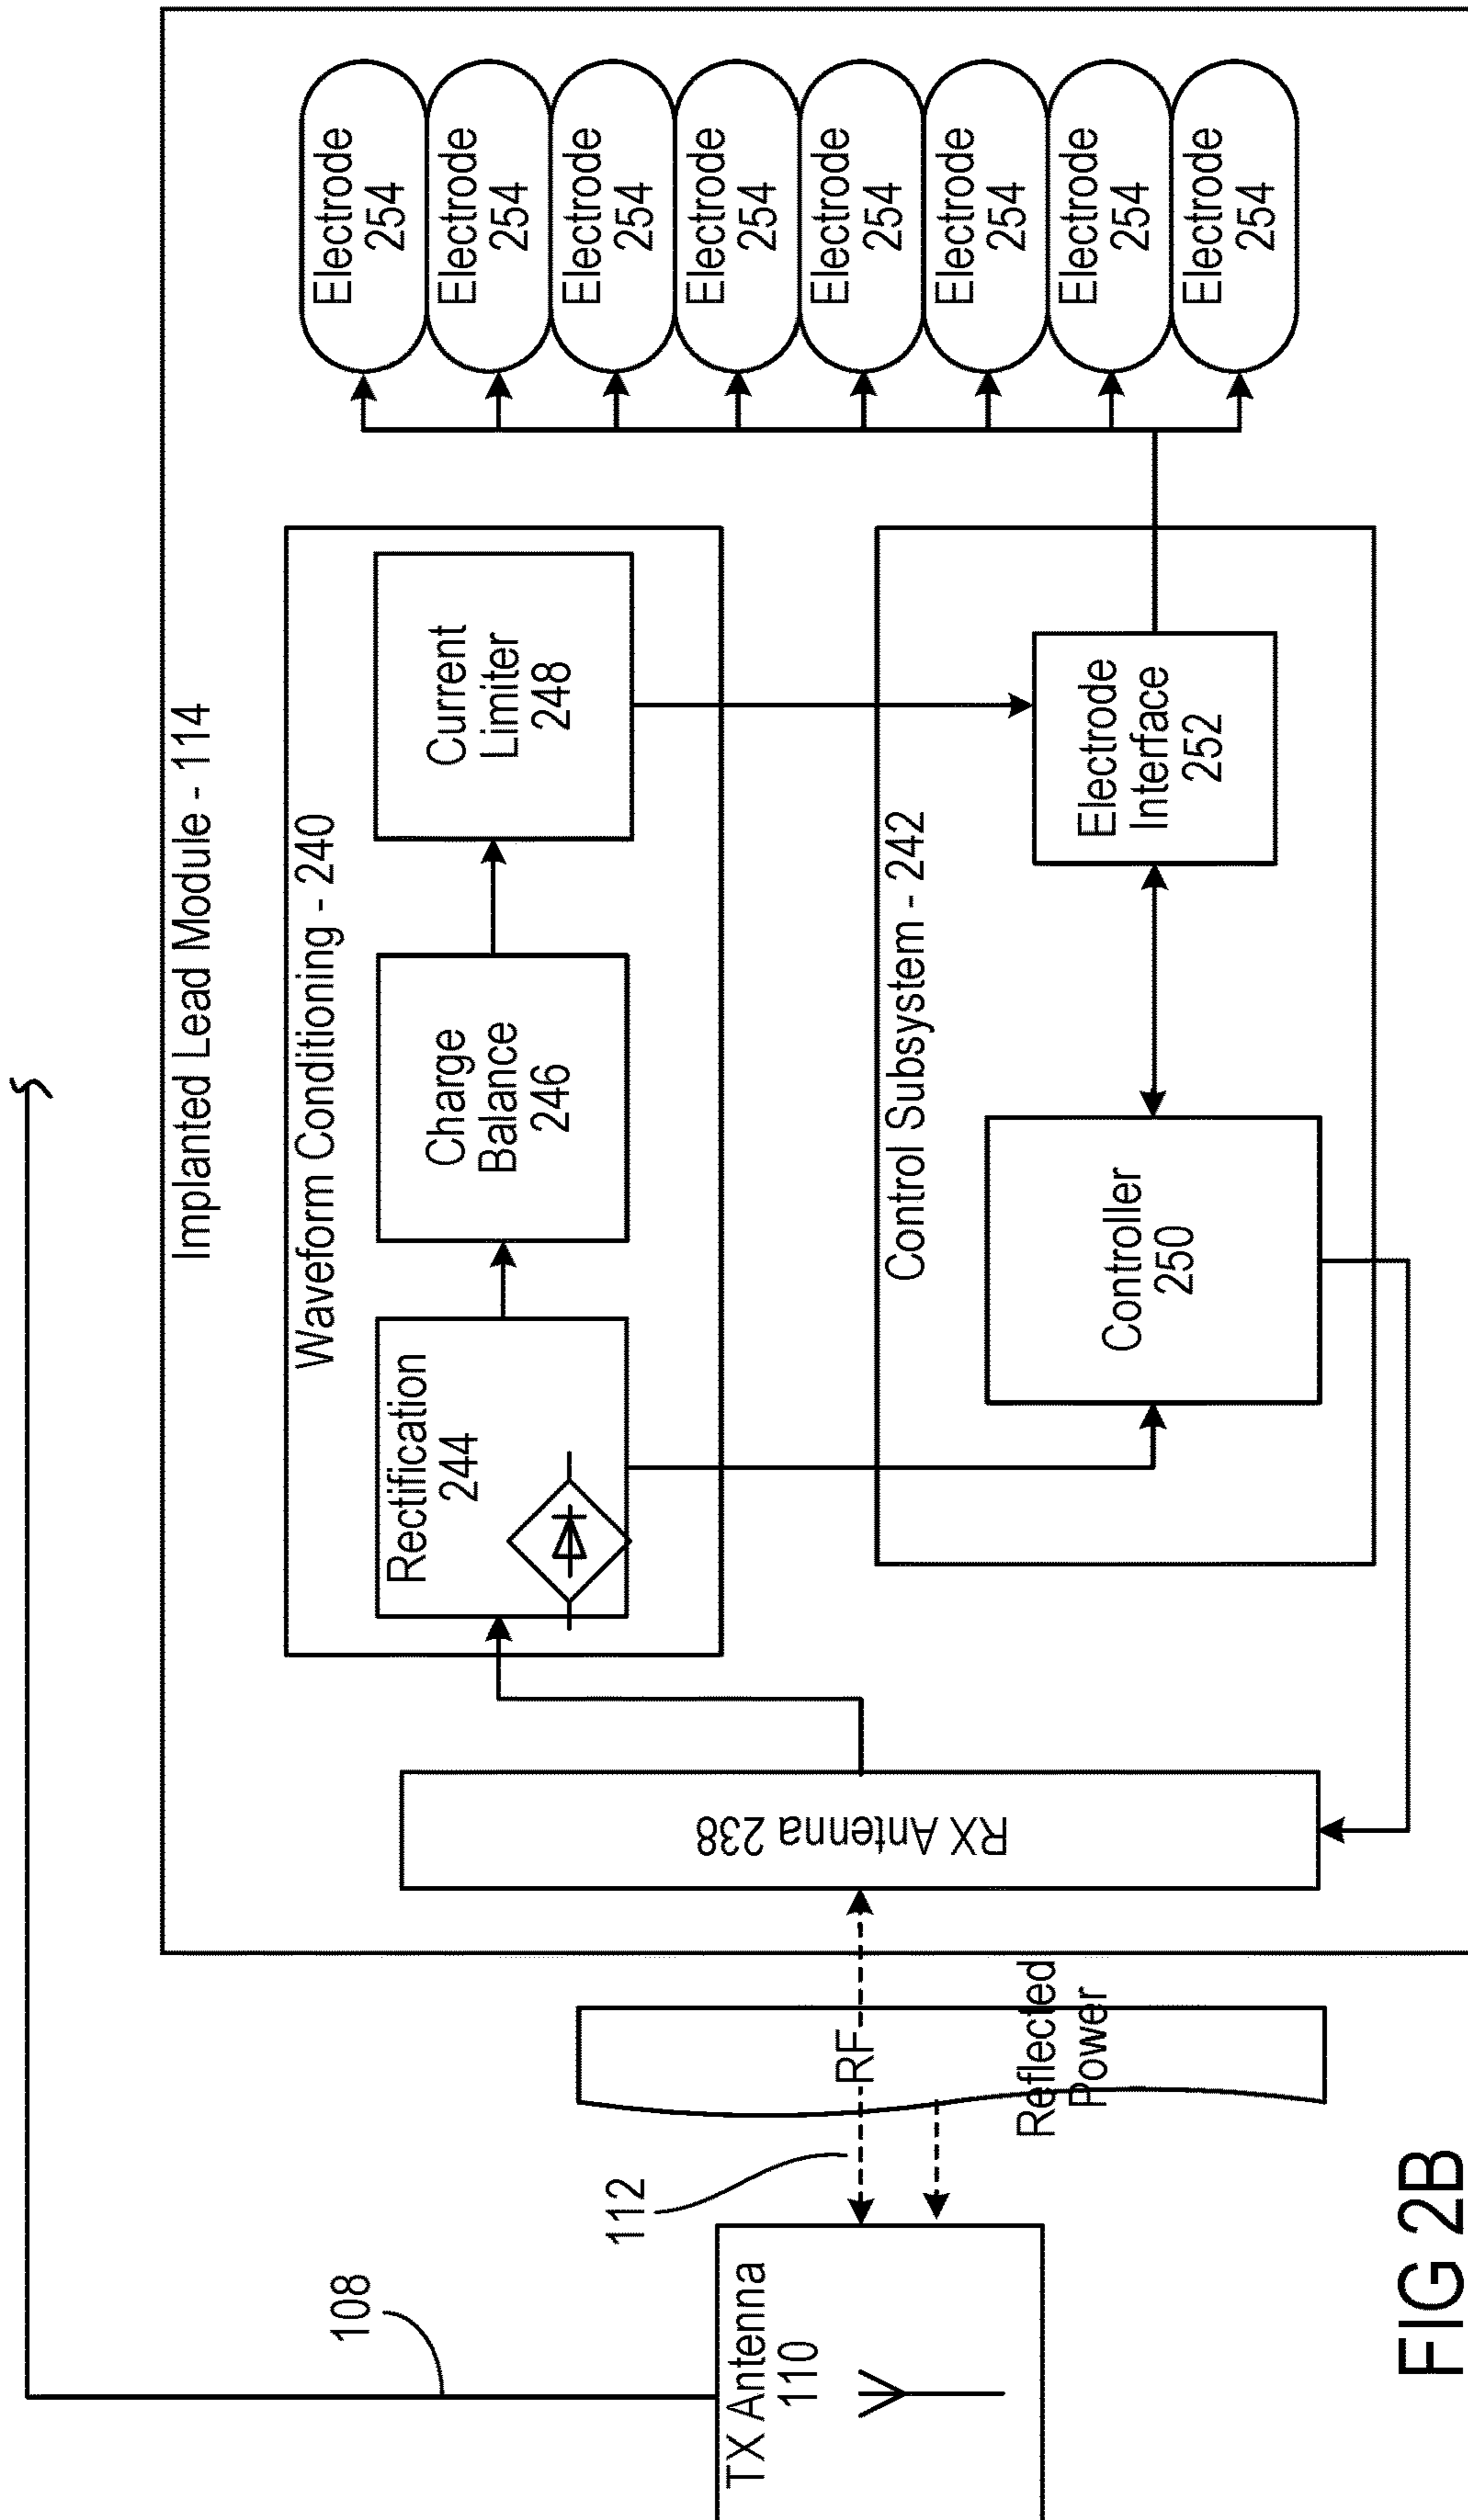 Implanted Lead Module - 114
Waveform Conditioning - 240
Rectification
244
Charge
Balance
246
Current
Limiter
248
Control Subsystem - 242
Controller
250
Electrode
Interface
252
Electrode
254
Electrode
254
Electrode
254
Electrode
254
Electrode
254
Electrode
254
Electrode
254
Electrode
254
RX Antenna 238
108
112
RF
Reflected
Power
TX Antenna
110
FIG 2B